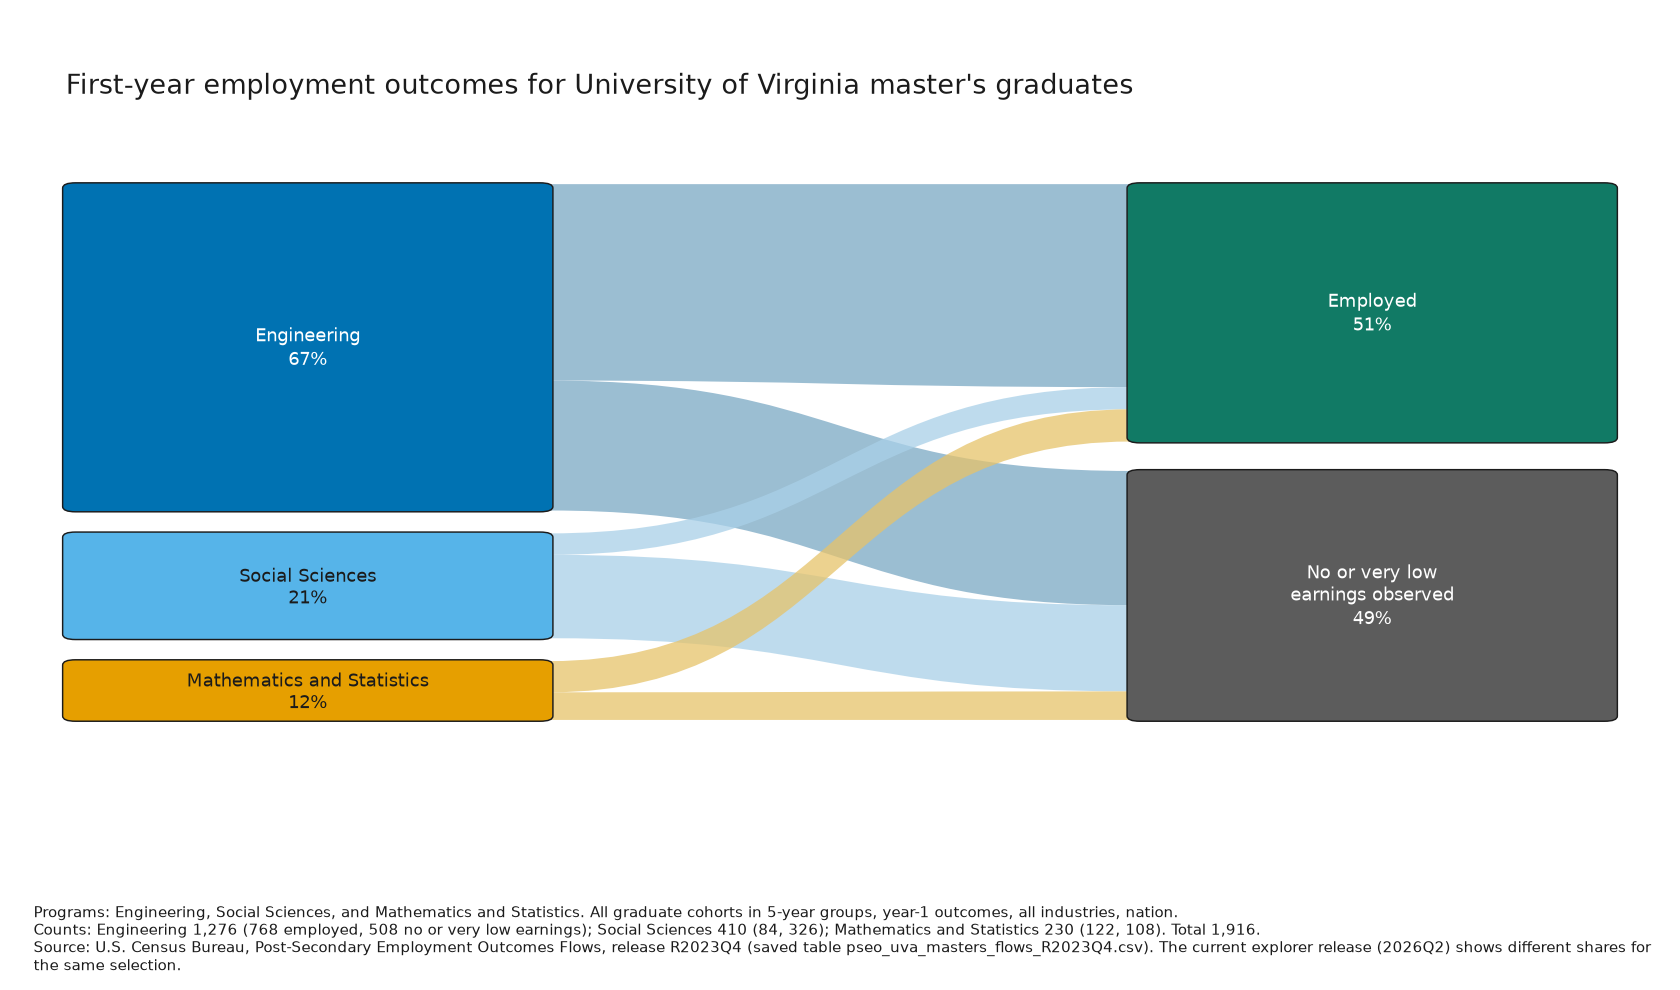 First-year employment outcomes for University of Virginia master's graduates
Engineering
67%
Social Sciences
21%
Mathematics and Statistics
12%
Employed
51%
No or very low
earnings observed
49%
Programs: Engineering, Social Sciences, and Mathematics and Statistics. All graduate cohorts in 5-year groups, year-1 outcomes, all industries, nation.
Counts: Engineering 1,276 (768 employed, 508 no or very low earnings); Social Sciences 410 (84, 326); Mathematics and Statistics 230 (122, 108). Total 1,916.
Source: U.S. Census Bureau, Post-Secondary Employment Outcomes Flows, release R2023Q4 (saved table pseo_uva_masters_flows_R2023Q4.csv). The current explorer release (2026Q2) shows different shares for
the same selection.